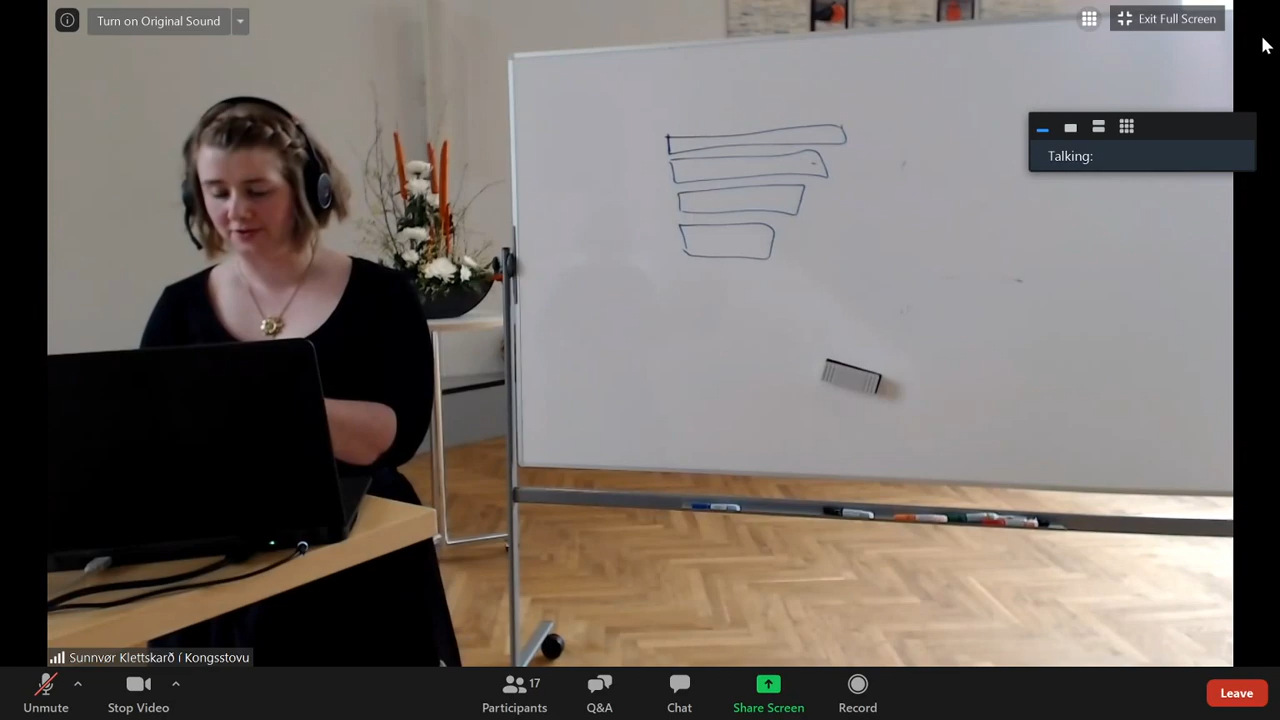 Turn on Original Sound
Exit Full Screen
Talking:
Sunnvør Klettskarð í Kongsstovu
Unmute
Stop Video
17
Participants
Q&A
Chat
Share Screen
Record
Leave